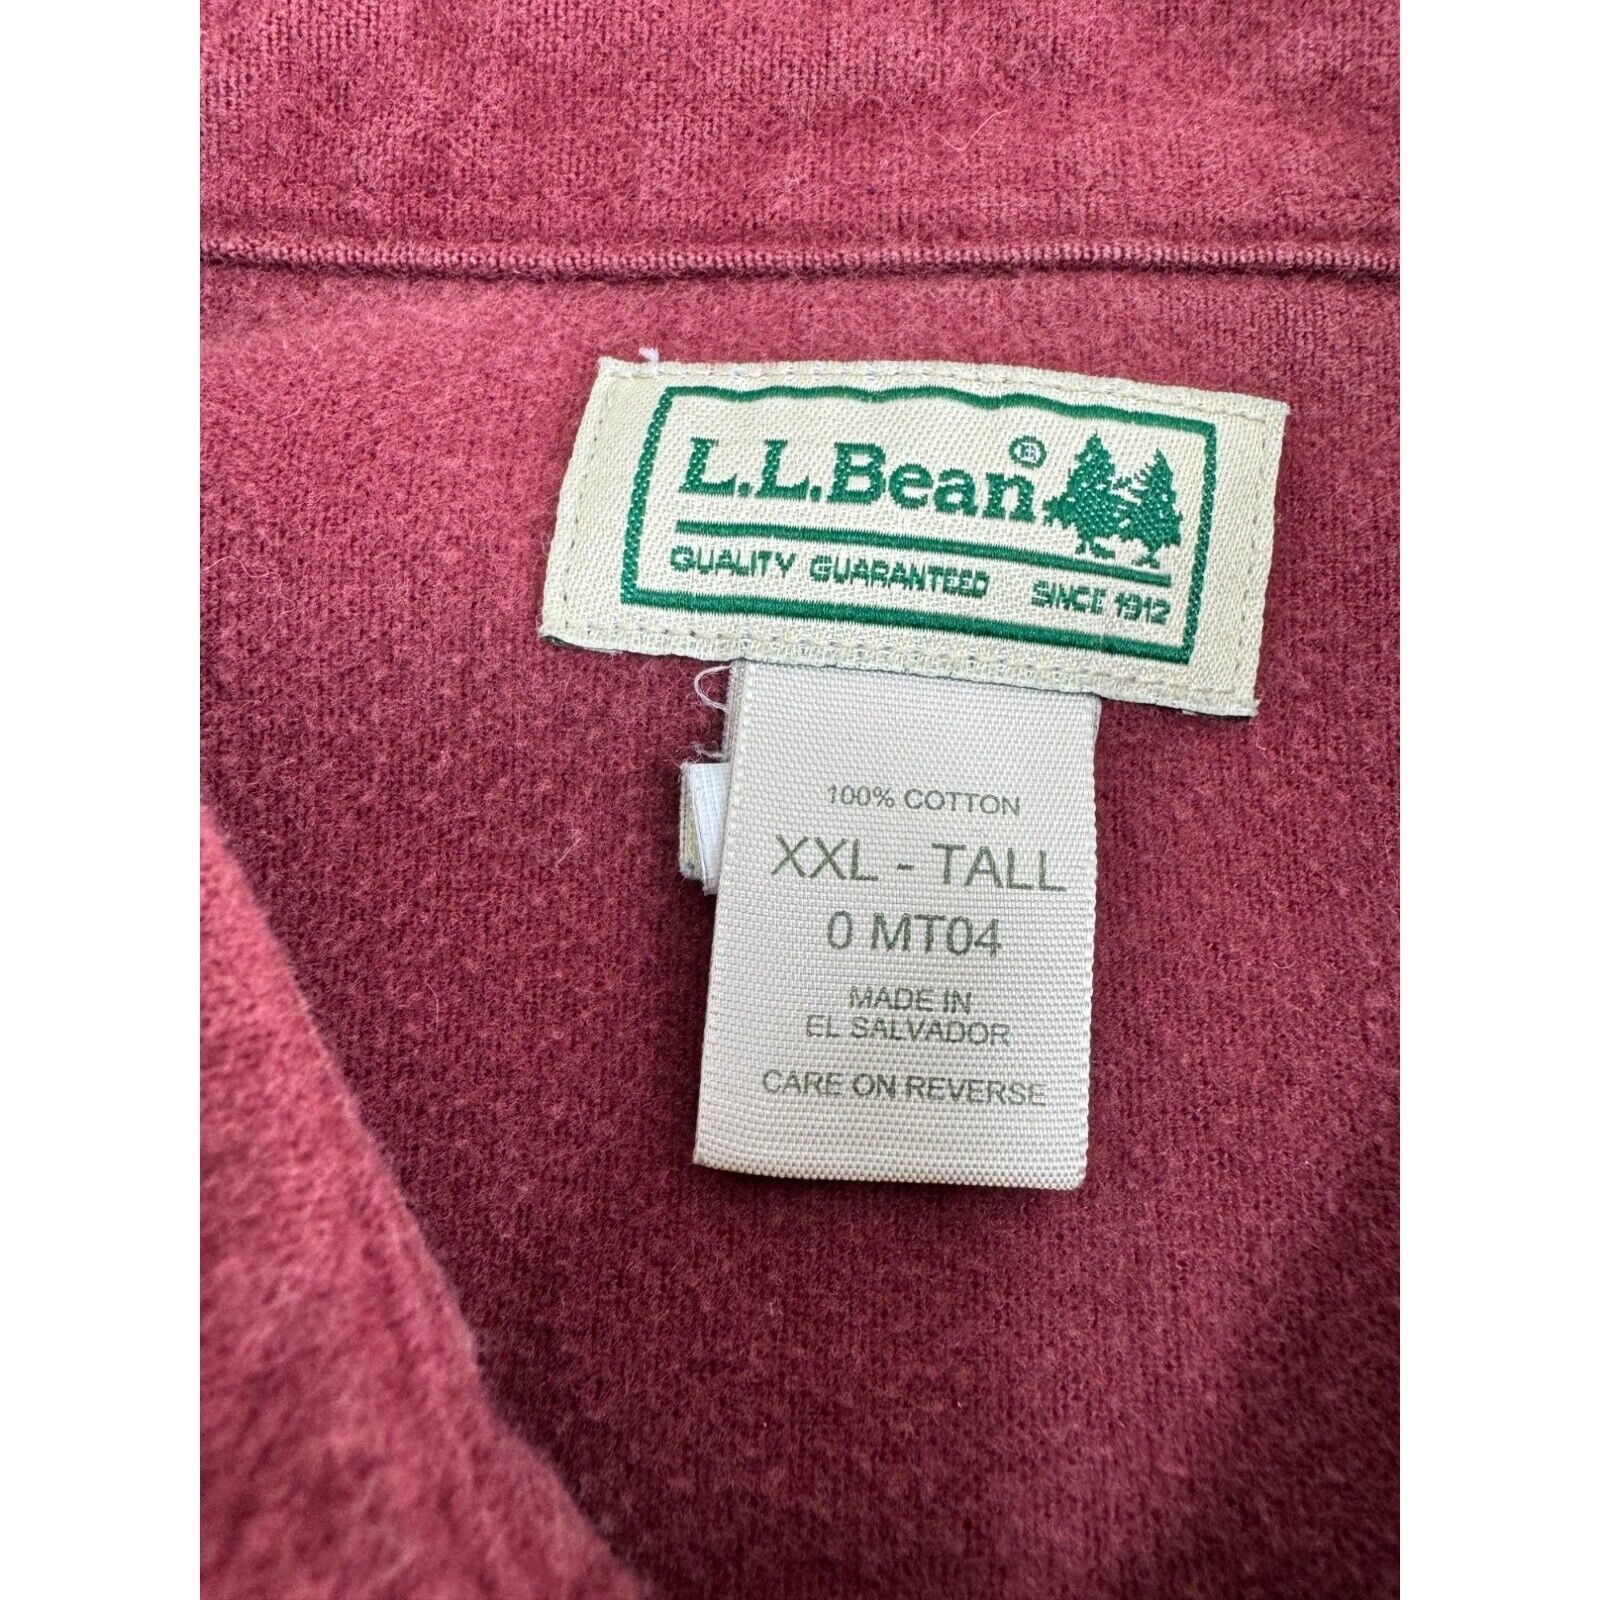 L.L.Bean®
QUALITY GUARANTEED SINCE 1912
100% COTTON
XXL - TALL
0 MT04
MADE IN
EL SALVADOR
CARE ON REVERSE